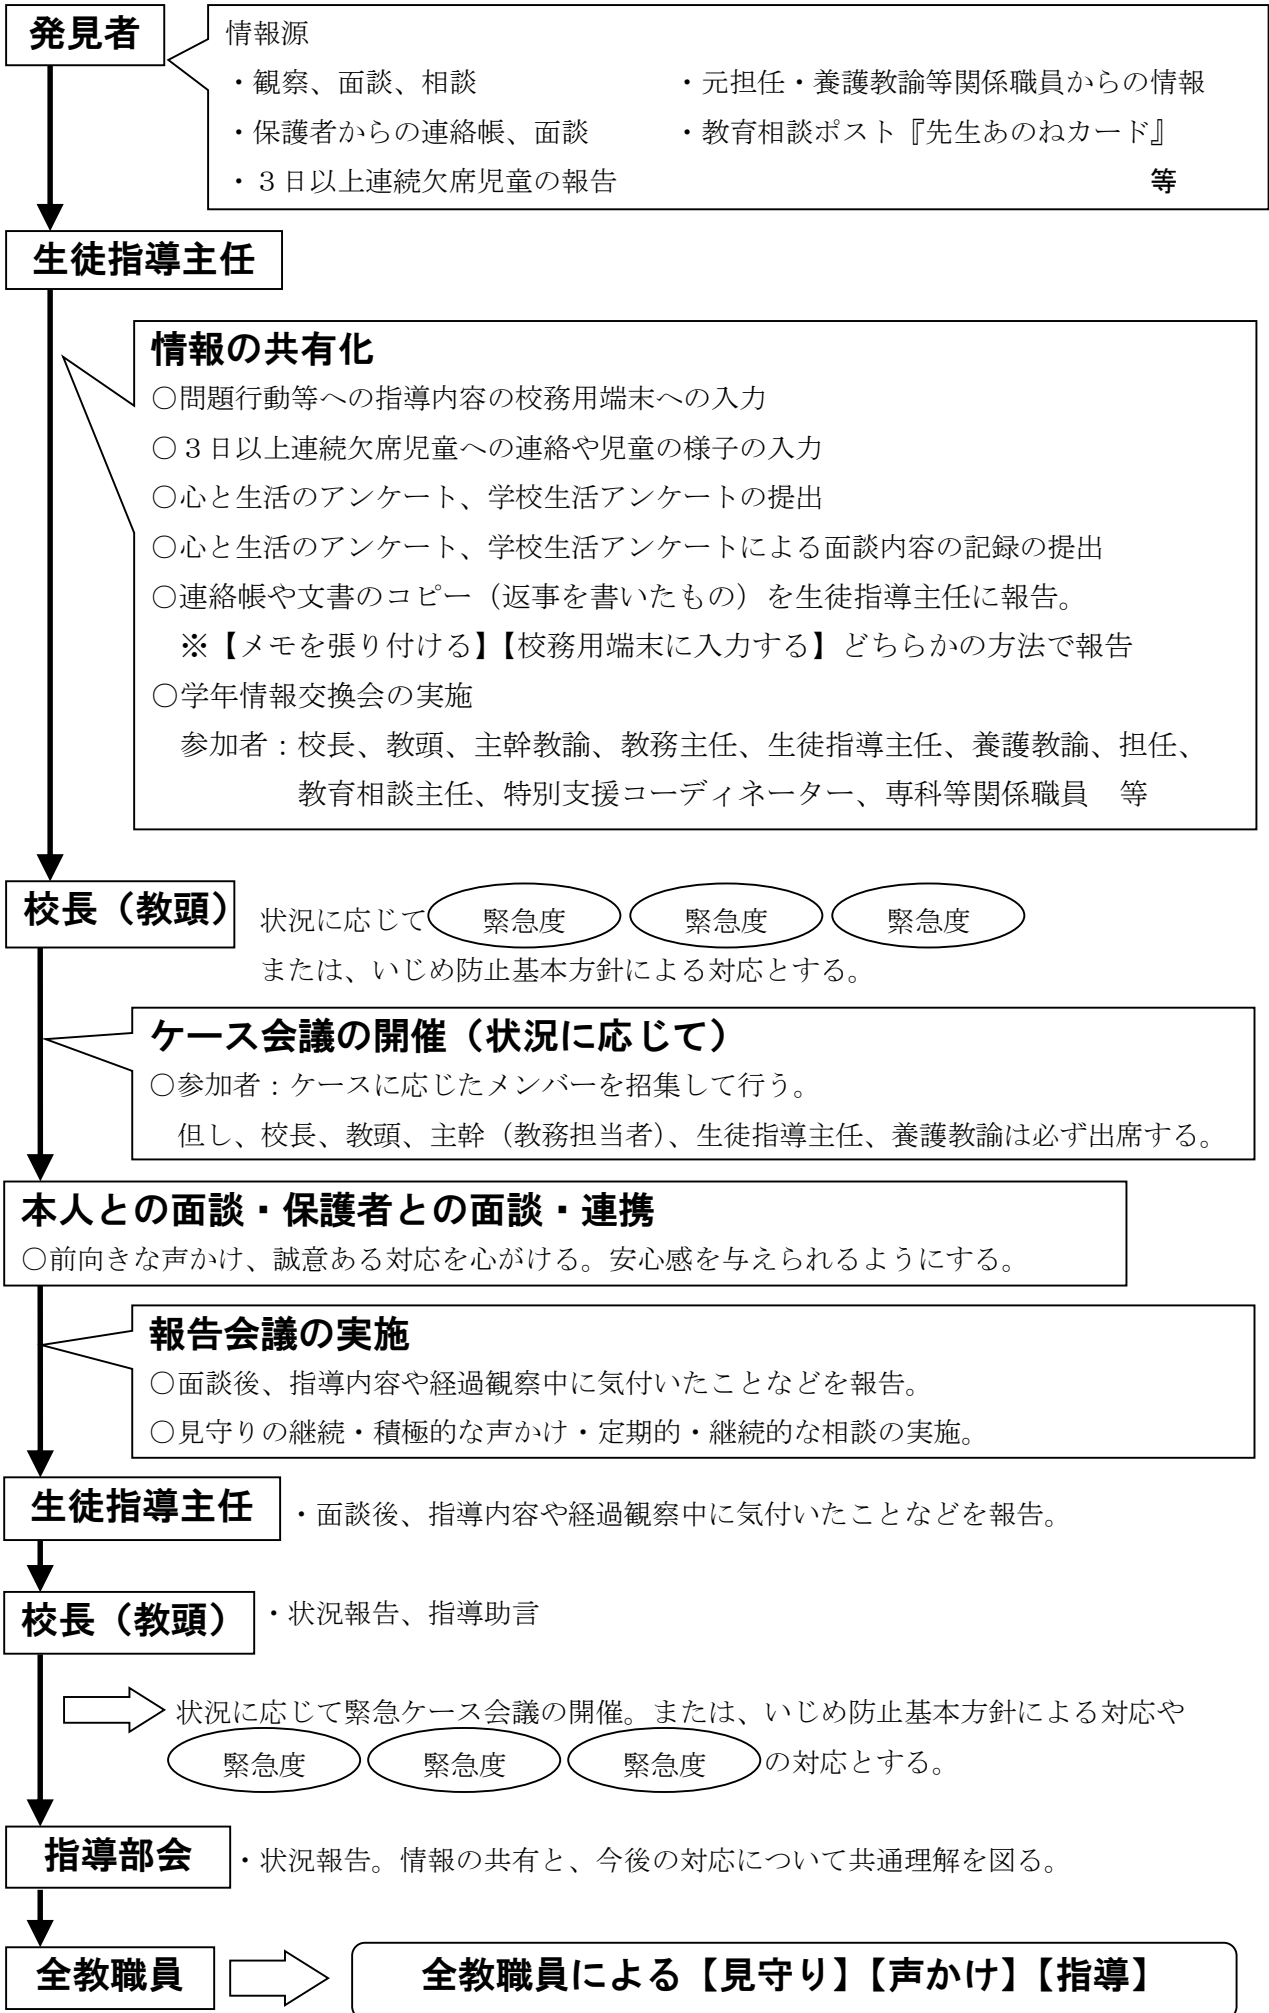 発見者
情報源
・観察、面談、相談　・元担任・養護教諭等関係職員からの情報
・保護者からの連絡帳、面談　・教育相談ポスト『先生あのねカード』
・３日以上連続欠席児童の報告　等
生徒指導主任
情報の共有化
○問題行動等への指導内容の校務用端末への入力
○３日以上連続欠席児童への連絡や児童の様子の入力
○心と生活のアンケート、学校生活アンケートの提出
○心と生活のアンケート、学校生活アンケートによる面談内容の記録の提出
○連絡帳や文書のコピー（返事を書いたもの）を生徒指導主任に報告。
※【メモを張り付ける】【校務用端末に入力する】どちらかの方法で報告
○学年情報交換会の実施
参加者：校長、教頭、主幹教諭、教務主任、生徒指導主任、養護教諭、担任、
教育相談主任、特別支援コーディネーター、専科等関係職員　等
校長（教頭）
状況に応じて 緊急度 緊急度 緊急度
または、いじめ防止基本方針による対応とする。
ケース会議の開催（状況に応じて）
○参加者：ケースに応じたメンバーを招集して行う。
但し、校長、教頭、主幹（教務担当者）、生徒指導主任、養護教諭は必ず出席する。
本人との面談・保護者との面談・連携
○前向きな声かけ、誠意ある対応を心がける。安心感を与えられるようにする。
報告会議の実施
○面談後、指導内容や経過観察中に気付いたことなどを報告。
○見守りの継続・積極的な声かけ・定期的・継続的な相談の実施。
生徒指導主任 ・面談後、指導内容や経過観察中に気付いたことなどを報告。
校長（教頭） ・状況報告、指導助言
状況に応じて緊急ケース会議の開催。または、いじめ防止基本方針による対応や
緊急度 緊急度 緊急度 の対応とする。
指導部会 ・状況報告。情報の共有と、今後の対応について共通理解を図る。
全教職員 全教職員による【見守り】【声かけ】【指導】